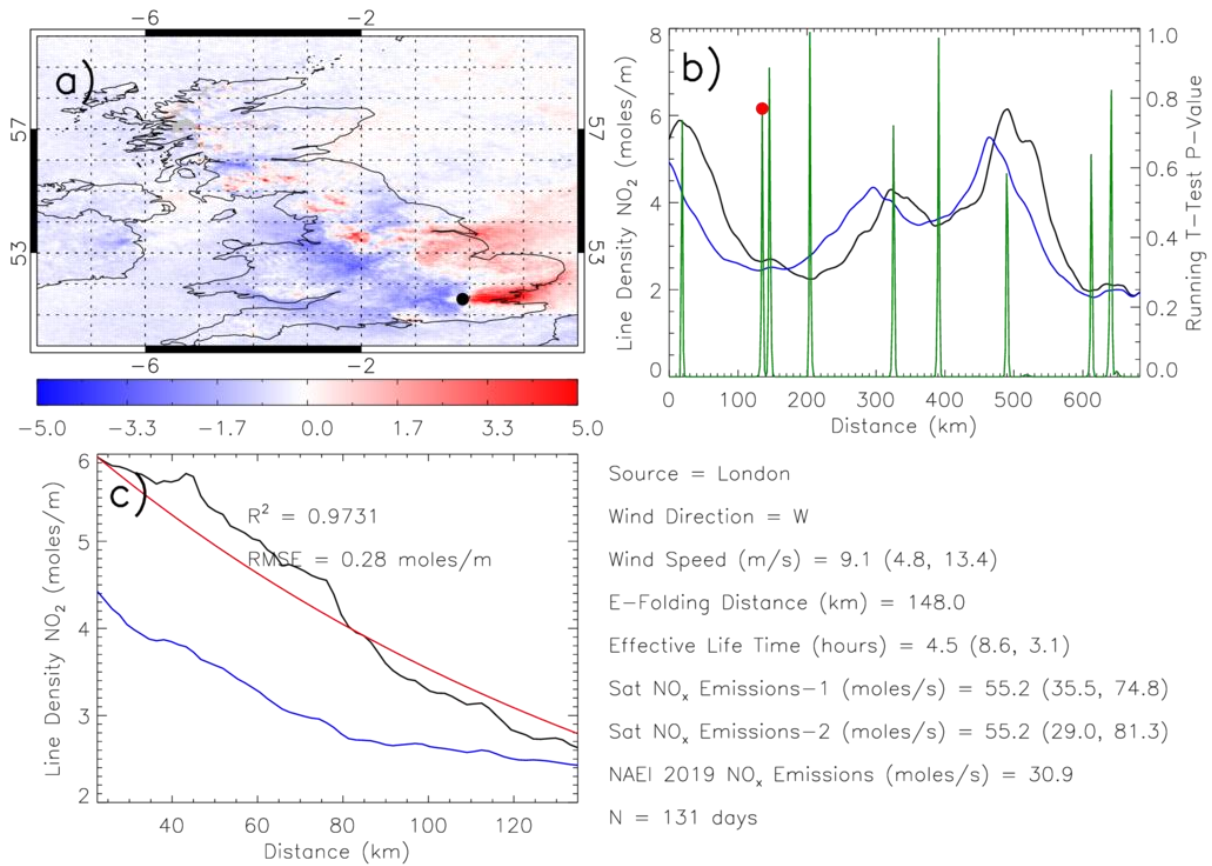 −6 −2
a)
57 57
53 53
−6 −2
−5.0 −3.3 −1.7 0.0 1.7 3.3 5.0
b)
Line Density NO₂ (moles/m)
8
6
4
2
0
1.0
0.8
0.6
0.4
0.2
0.0
Running T−Test P−Value
0 100 200 300 400 500 600
Distance (km)
c)
Line Density NO₂ (moles/m)
6
5
4
3
2
R² = 0.9731
RMSE = 0.28 moles/m
40 60 80 100 120
Distance (km)
Source = London
Wind Direction = W
Wind Speed (m/s) = 9.1 (4.8, 13.4)
E−Folding Distance (km) = 148.0
Effective Life Time (hours) = 4.5 (8.6, 3.1)
Sat NOₓ Emissions−1 (moles/s) = 55.2 (35.5, 74.8)
Sat NOₓ Emissions−2 (moles/s) = 55.2 (29.0, 81.3)
NAEI 2019 NOₓ Emissions (moles/s) = 30.9
N = 131 days